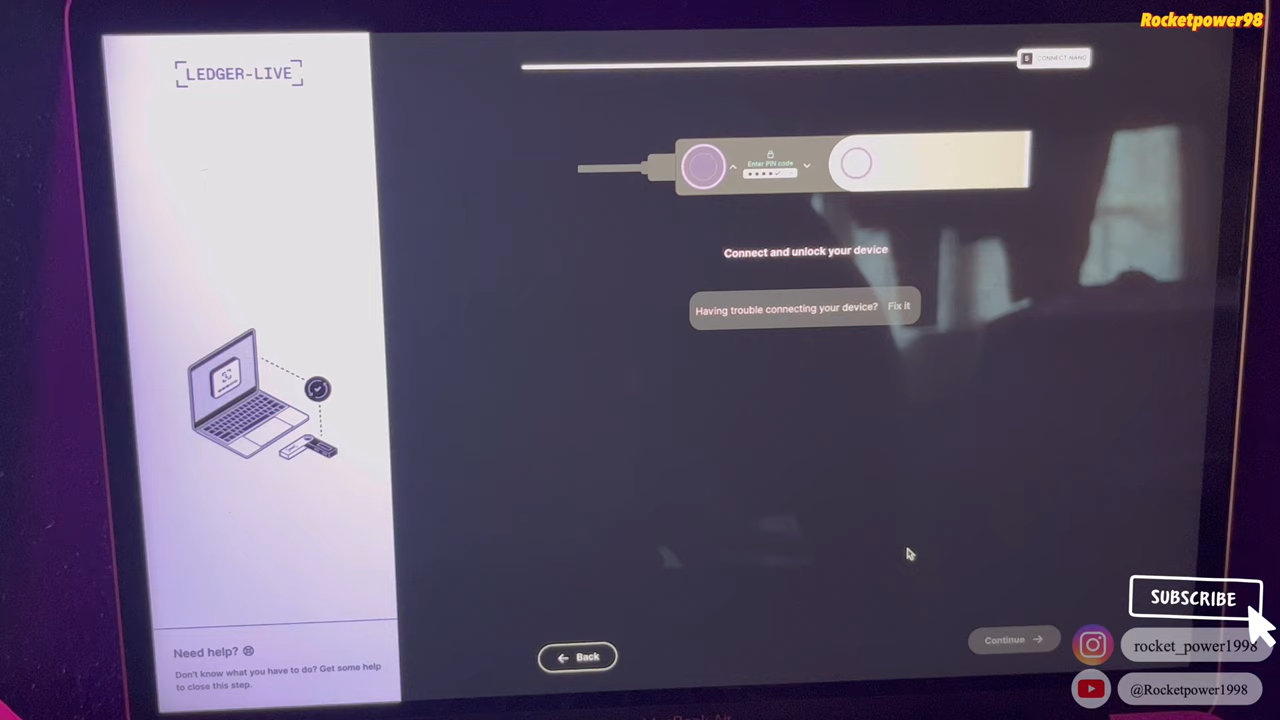 Rocketpower98
LEDGER-LIVE
CONNECT NANO
Enter PIN code
Connect and unlock your device
Having trouble connecting your device? Fix it
Need help?
Don't know what you have to do? Get some help
to close this step.
Back
Continue
SUBSCRIBE
rocket_power1998
@Rocketpower1998